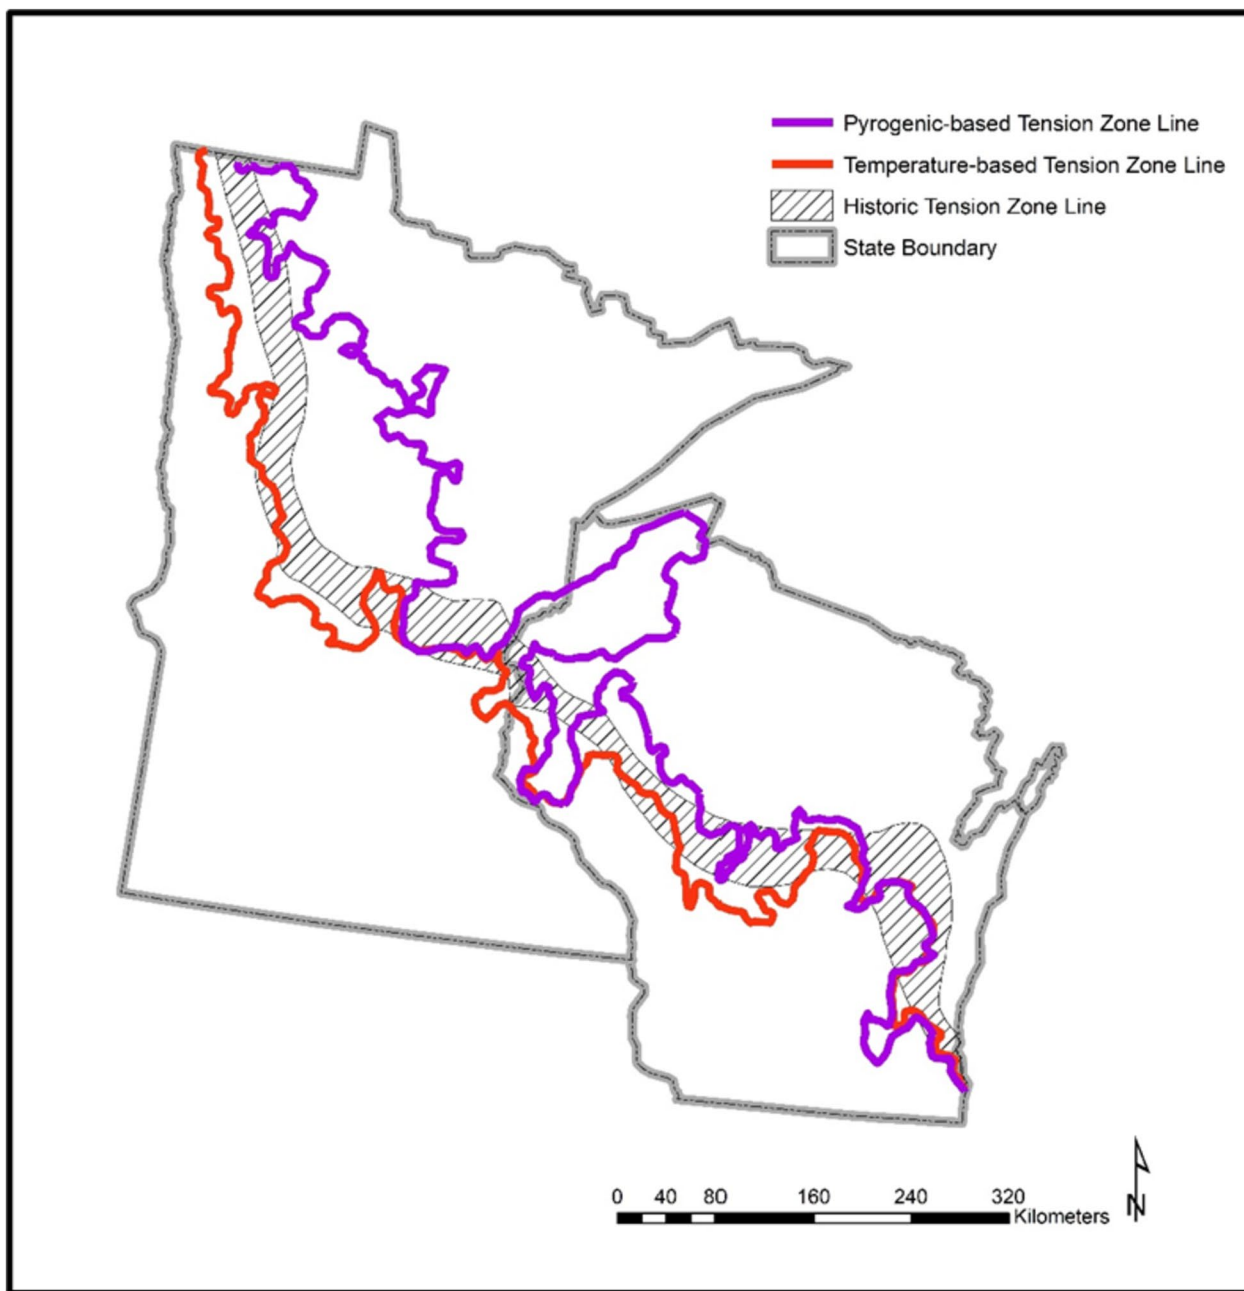 Pyrogenic-based Tension Zone Line
Temperature-based Tension Zone Line
Historic Tension Zone Line
State Boundary
0 40 80 160 240 320
Kilometers
N